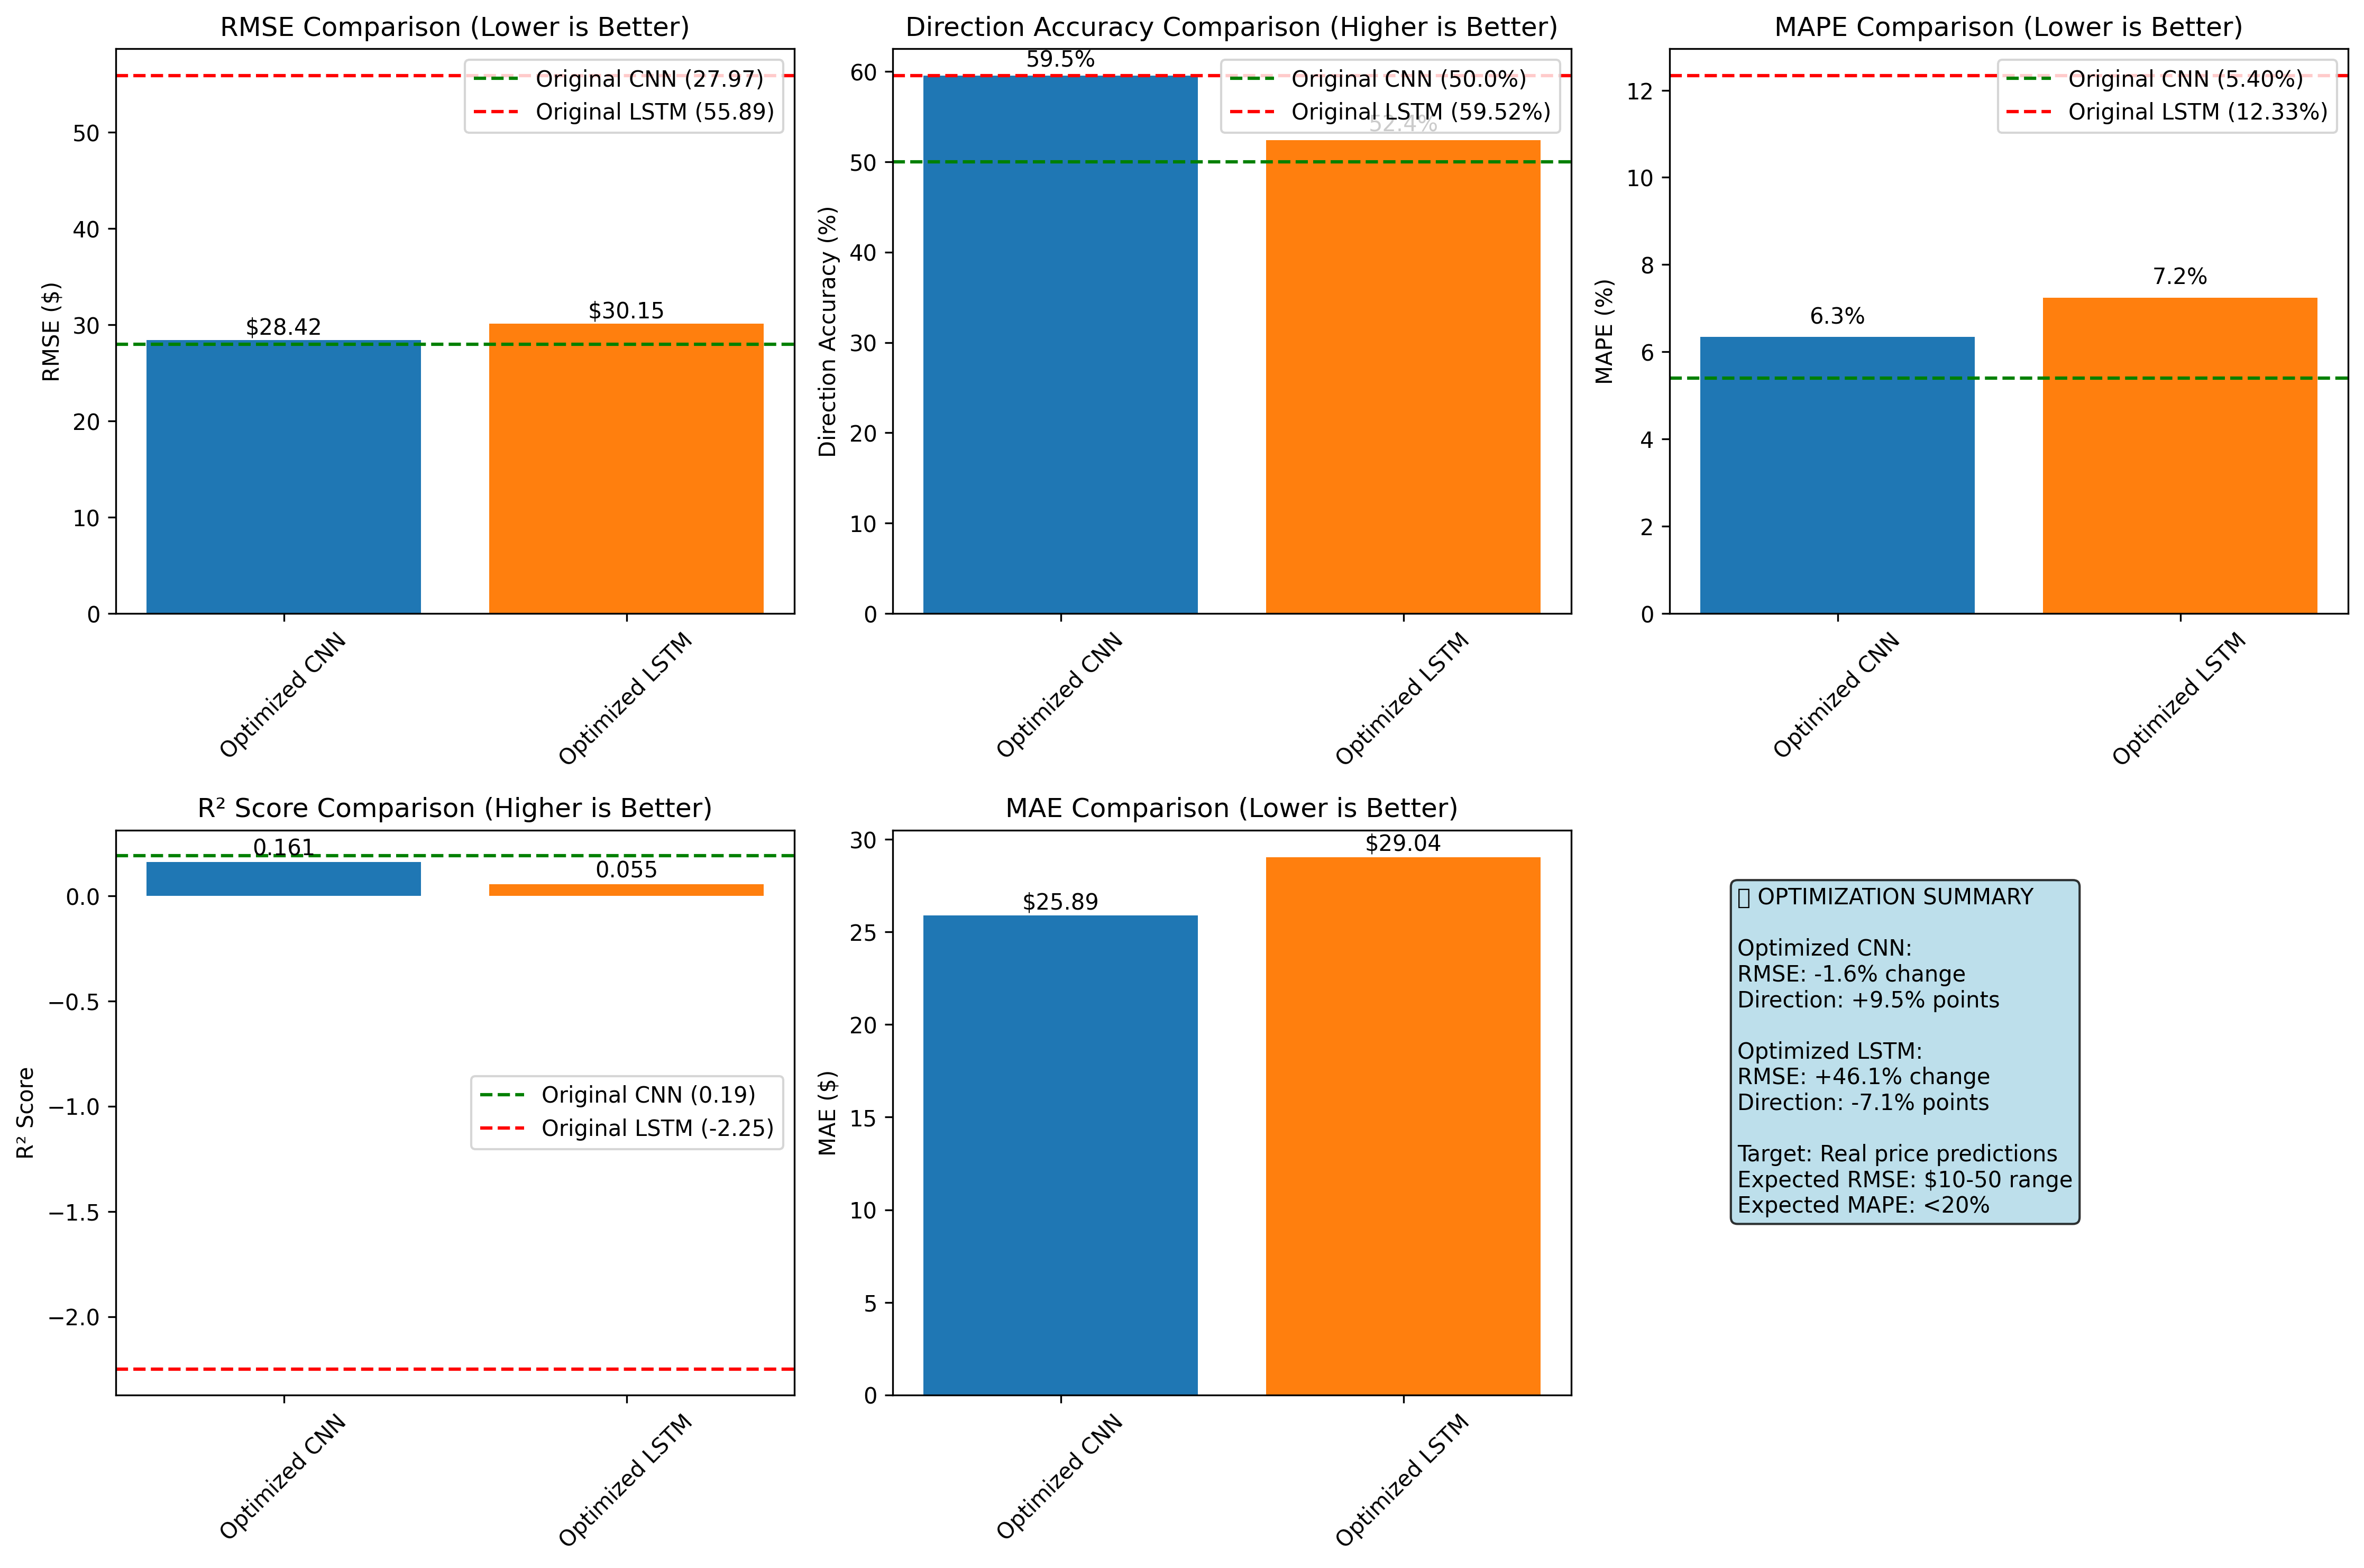 RMSE Comparison (Lower is Better)
RMSE ($)
50
40
30
20
10
0
Original CNN (27.97)
Original LSTM (55.89)
$28.42
$30.15
Optimized CNN
Optimized LSTM
Direction Accuracy Comparison (Higher is Better)
Direction Accuracy (%)
60
50
40
30
20
10
0
59.5%
Original CNN (50.0%)
Original LSTM (59.52%)
52.4%
Optimized CNN
Optimized LSTM
MAPE Comparison (Lower is Better)
MAPE (%)
12
10
8
6
4
2
0
Original CNN (5.40%)
Original LSTM (12.33%)
6.3%
7.2%
Optimized CNN
Optimized LSTM
R² Score Comparison (Higher is Better)
R² Score
0.0
−0.5
−1.0
−1.5
−2.0
0.161
0.055
Original CNN (0.19)
Original LSTM (-2.25)
Optimized CNN
Optimized LSTM
MAE Comparison (Lower is Better)
MAE ($)
30
25
20
15
10
5
0
$25.89
$29.04
Optimized CNN
Optimized LSTM
OPTIMIZATION SUMMARY
Optimized CNN:
RMSE: -1.6% change
Direction: +9.5% points
Optimized LSTM:
RMSE: +46.1% change
Direction: -7.1% points
Target: Real price predictions
Expected RMSE: $10-50 range
Expected MAPE: <20%